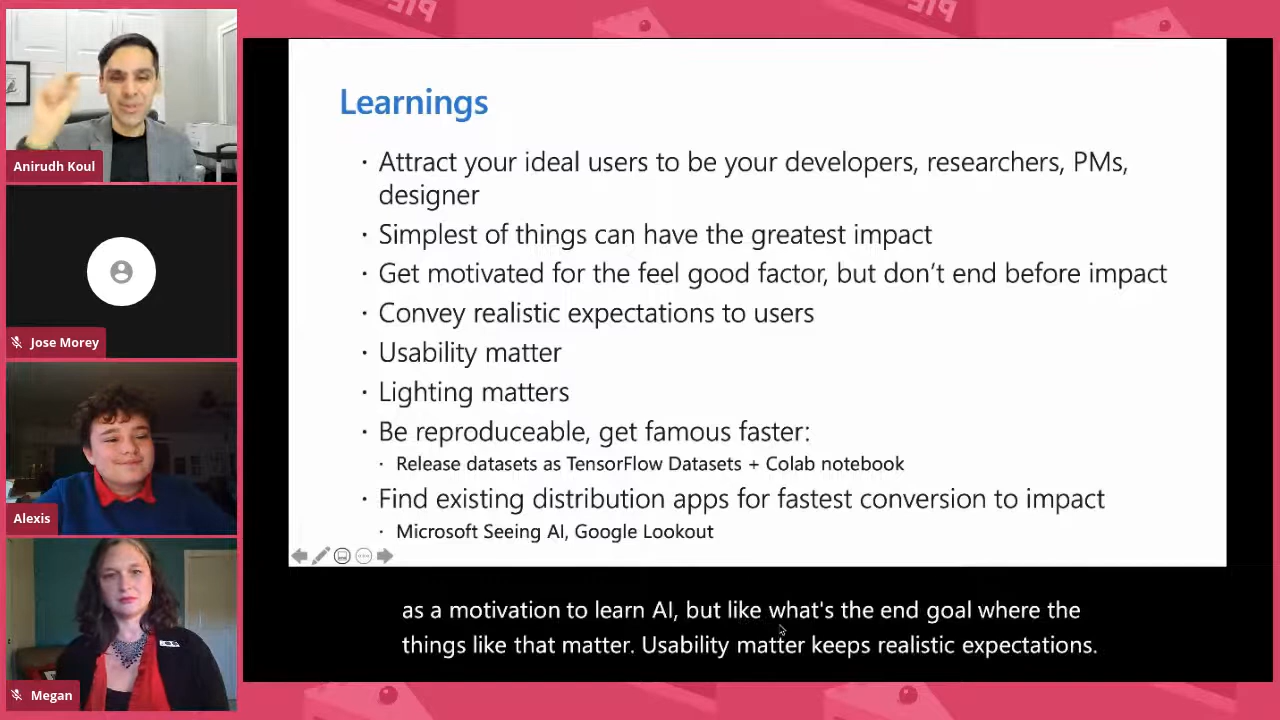 Anirudh Koul
Jose Morey
Alexis
Megan
Learnings
· Attract your ideal users to be your developers, researchers, PMs,
designer
· Simplest of things can have the greatest impact
· Get motivated for the feel good factor, but don't end before impact
· Convey realistic expectations to users
· Usability matter
· Lighting matters
· Be reproduceable, get famous faster:
· Release datasets as TensorFlow Datasets + Colab notebook
· Find existing distribution apps for fastest conversion to impact
· Microsoft Seeing AI, Google Lookout
as a motivation to learn AI, but like what's the end goal where the
things like that matter. Usability matter keeps realistic expectations.